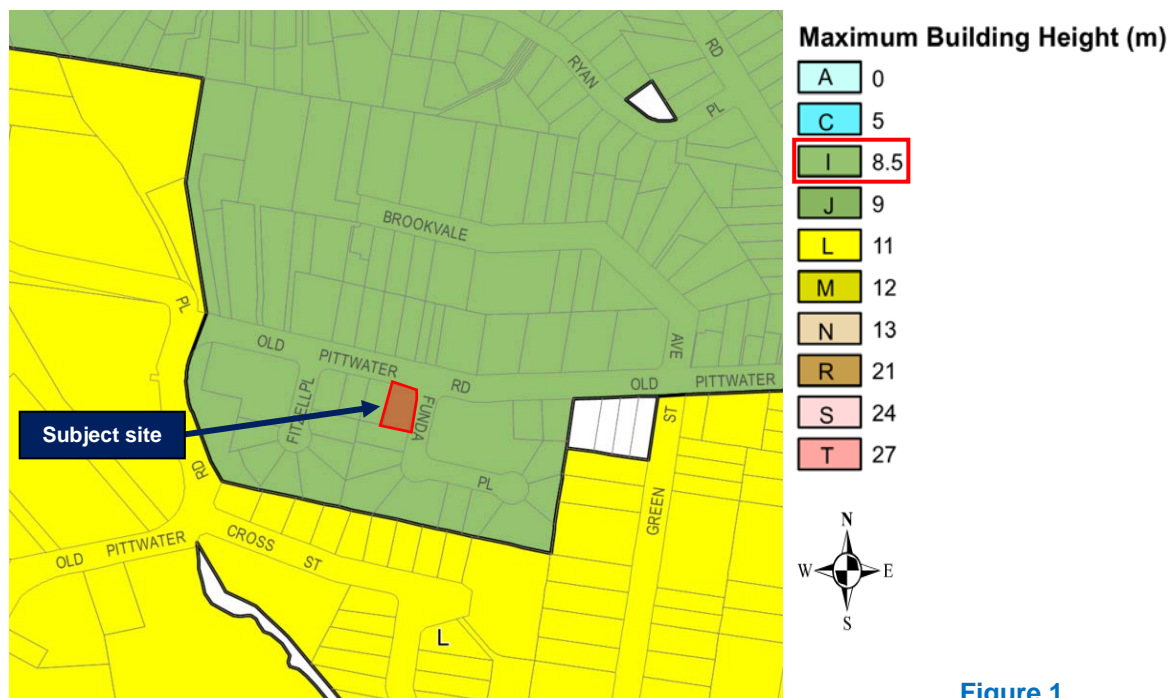 RYAN
PL
RD
BROOKVALE
AVE
PL
OLD PITTWATER RD
OLD PITTWATER
FITZELLPL
FUNDA
PL
Subject site
RD
ST
GREEN
OLD PITTWATER
CROSS ST
L
Maximum Building Height (m)
A 0
C 5
I 8.5
J 9
L 11
M 12
N 13
R 21
S 24
T 27
N
W E
S
Figure 1